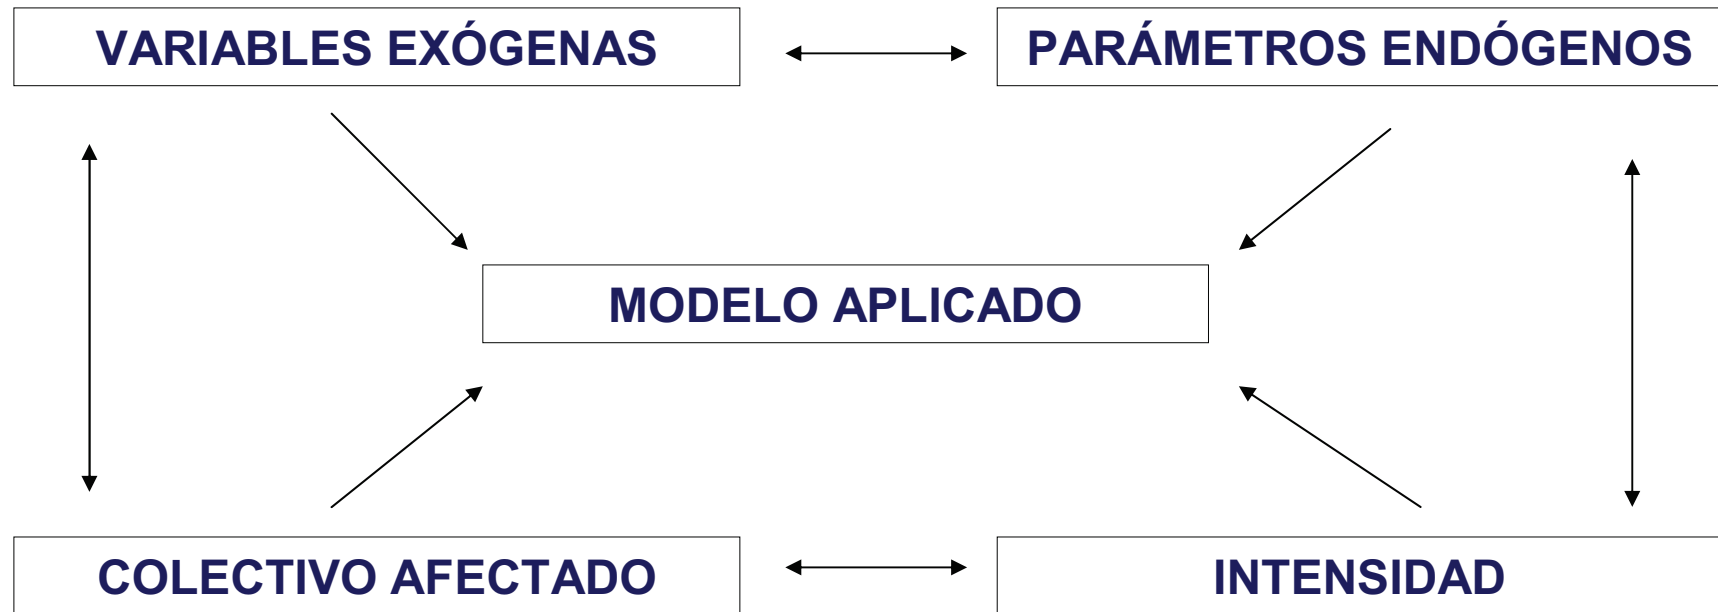 VARIABLES EXÓGENAS
PARÁMETROS ENDÓGENOS
MODELO APLICADO
COLECTIVO AFECTADO
INTENSIDAD